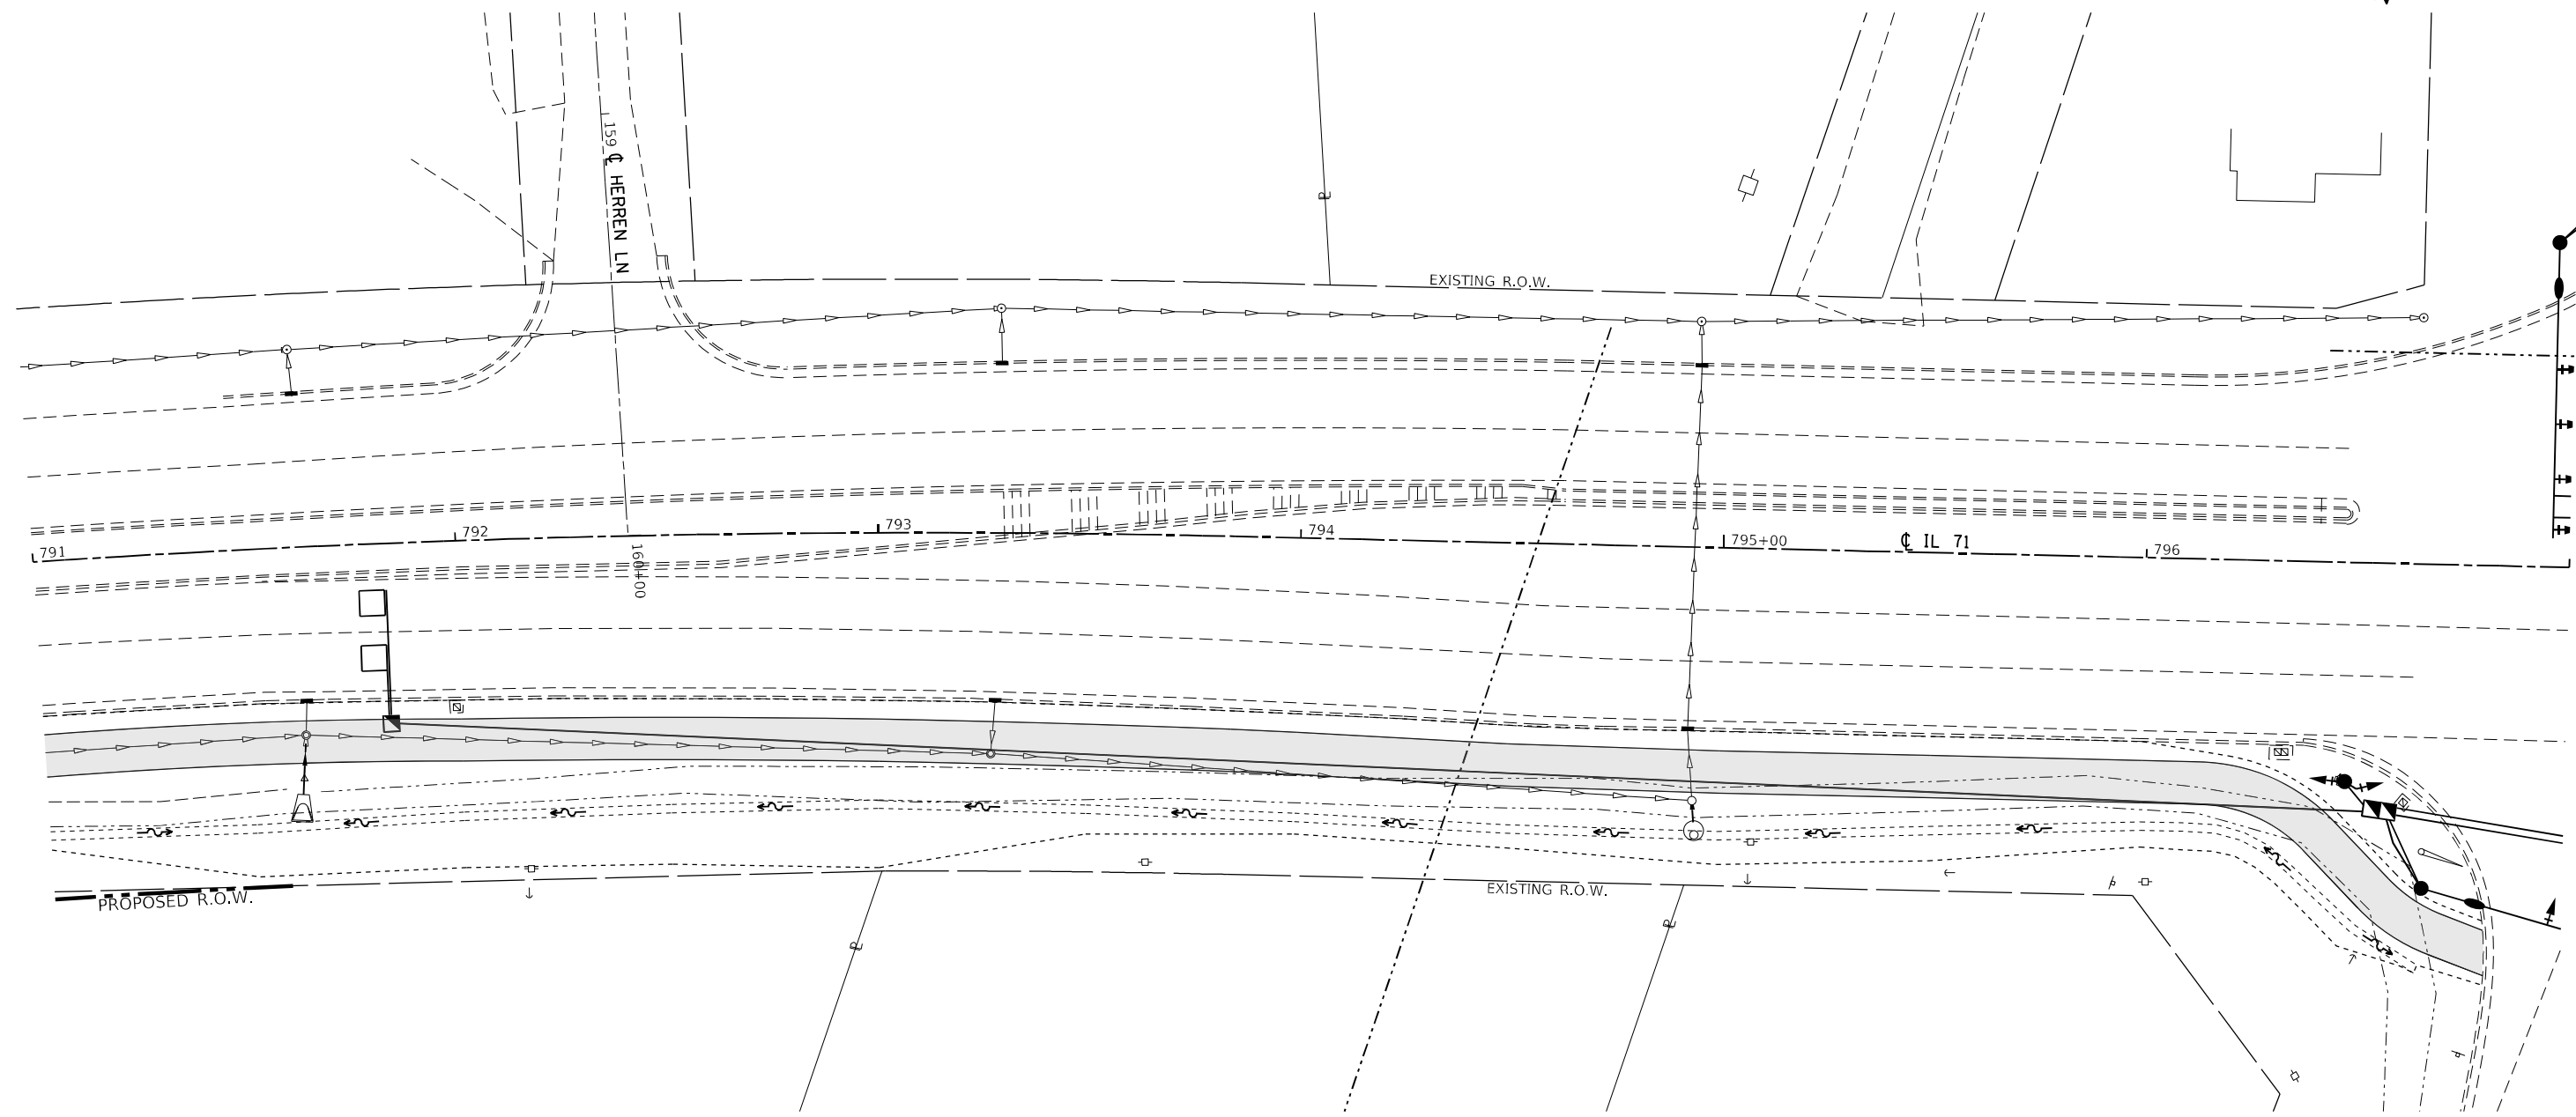 159
℄ HERREN LN
EXISTING R.O.W.
791
792
793
794
795+00
℄ IL 71
796
160+00
PROPOSED R.O.W.
EXISTING R.O.W.